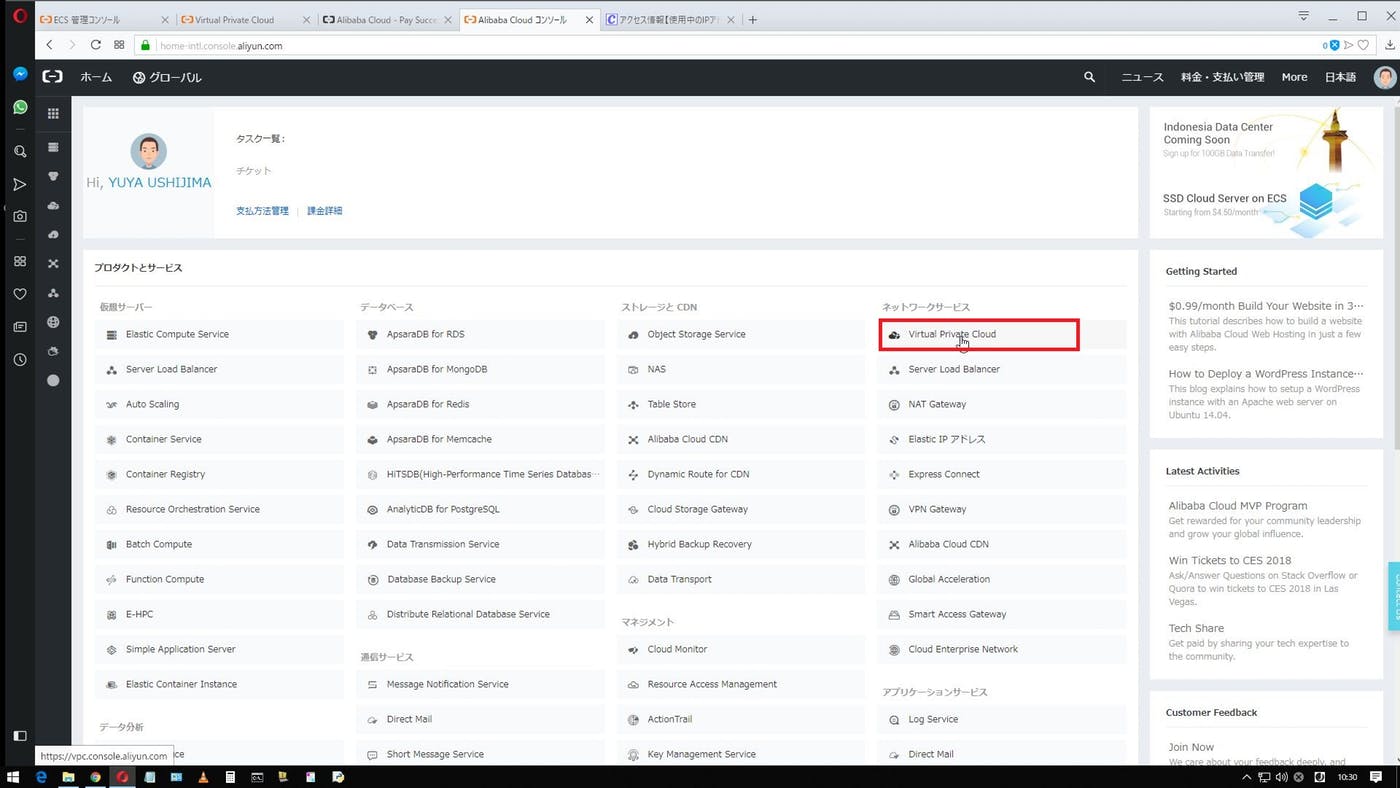 ECS 管理コンソール
Virtual Private Cloud
Alibaba Cloud - Pay Succe
Alibaba Cloud コンソール
アクセス情報【使用中のIPア
home-intl.console.aliyun.com
0
ホーム
グローバル
ニュース
料金・支払い管理
More
日本語
Hi, YUYA USHIJIMA
タスク一覧:
チケット
支払方法管理
課金詳細
Indonesia Data Center
Coming Soon
Sign up for 100GB Data Transfer!
SSD Cloud Server on ECS
Starting from $4.50/month*
プロダクトとサービス
仮想サーバー
Elastic Compute Service
Server Load Balancer
Auto Scaling
Container Service
Container Registry
Resource Orchestration Service
Batch Compute
Function Compute
E-HPC
Simple Application Server
Elastic Container Instance
データ分析
データベース
ApsaraDB for RDS
ApsaraDB for MongoDB
ApsaraDB for Redis
ApsaraDB for Memcache
HiTSDB(High-Performance Time Series Databas…
AnalyticDB for PostgreSQL
Data Transmission Service
Database Backup Service
Distribute Relational Database Service
通信サービス
Message Notification Service
Direct Mail
Short Message Service
ストレージと CDN
Object Storage Service
NAS
Table Store
Alibaba Cloud CDN
Dynamic Route for CDN
Cloud Storage Gateway
Hybrid Backup Recovery
Data Transport
マネジメント
Cloud Monitor
Resource Access Management
ActionTrail
Key Management Service
ネットワークサービス
Virtual Private Cloud
Server Load Balancer
NAT Gateway
Elastic IP アドレス
Express Connect
VPN Gateway
Alibaba Cloud CDN
Global Acceleration
Smart Access Gateway
Cloud Enterprise Network
アプリケーションサービス
Log Service
Direct Mail
Getting Started
$0.99/month Build Your Website in 3…
This tutorial describes how to build a website
with Alibaba Cloud Web Hosting in just a few
easy steps.
How to Deploy a WordPress Instance…
This blog explains how to setup a WordPress
instance with an Apache web server on
Ubuntu 14.04.
Latest Activities
Alibaba Cloud MVP Program
Get rewarded for your community leadership
and grow your global influence.
Win Tickets to CES 2018
Ask/Answer Questions on Stack Overflow or
Quora to win tickets to CES 2018 in Las
Vegas.
Tech Share
Get paid by sharing your tech expertise to
the community.
Customer Feedback
Join Now
We care about your feedback deeply, and
https://vpc.console.aliyun.com
10:30